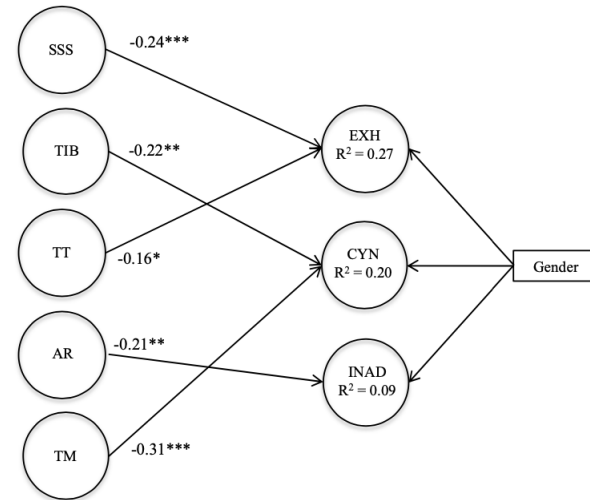 SSS
-0.24***
TIB
-0.22**
TT
-0.16*
AR
-0.21**
TM
-0.31***
EXH
R² = 0.27
CYN
R² = 0.20
INAD
R² = 0.09
Gender